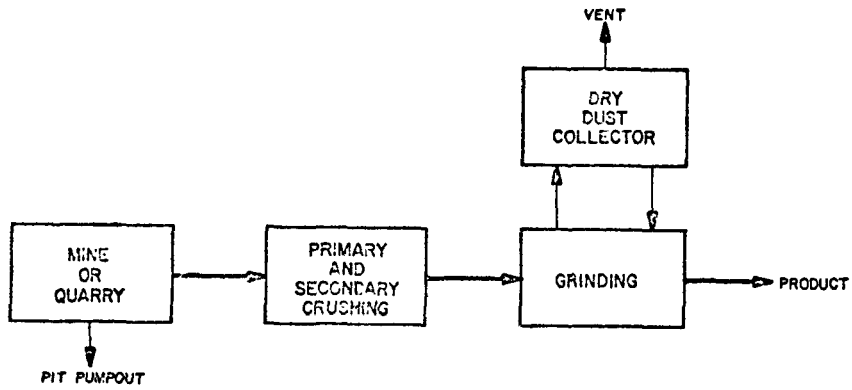 VENT
DRY
DUST
COLLECTOR
MINE
OR
QUARRY
PRIMARY
AND
SECONDARY
CRUSHING
GRINDING
PRODUCT
PIT PUMPOUT